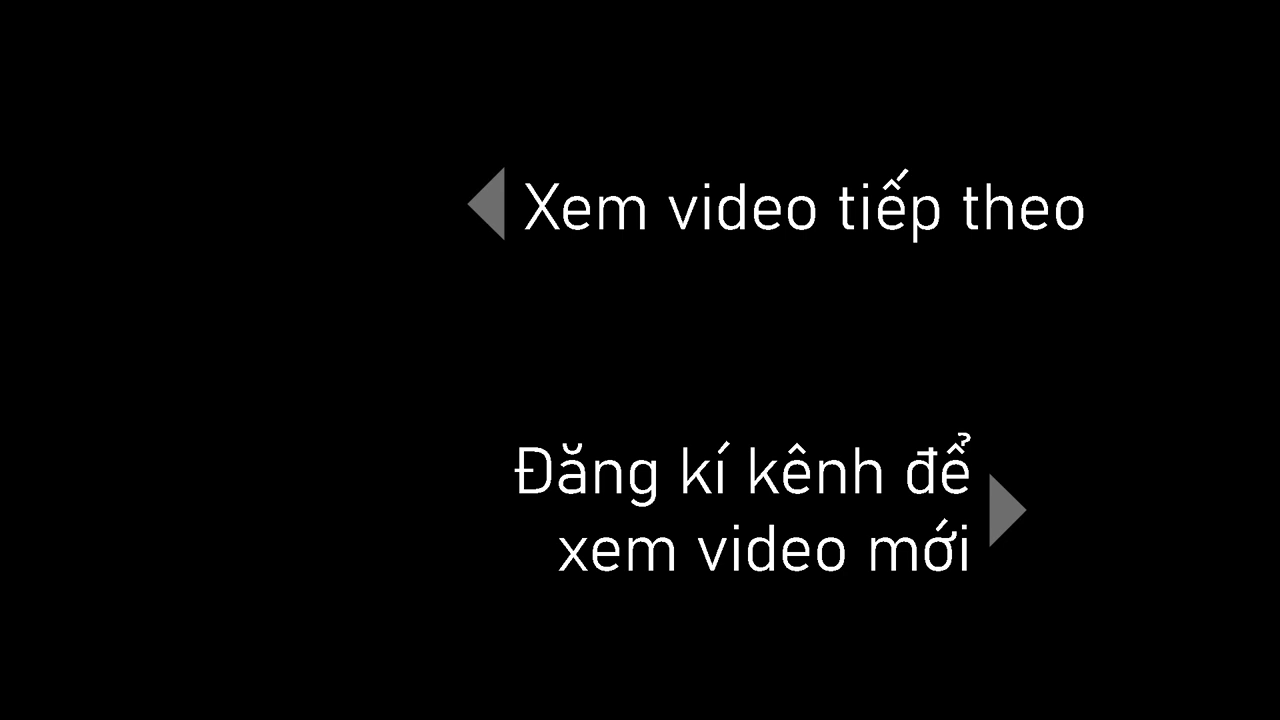 Xem video tiếp theo
Đăng kí kênh để
xem video mới